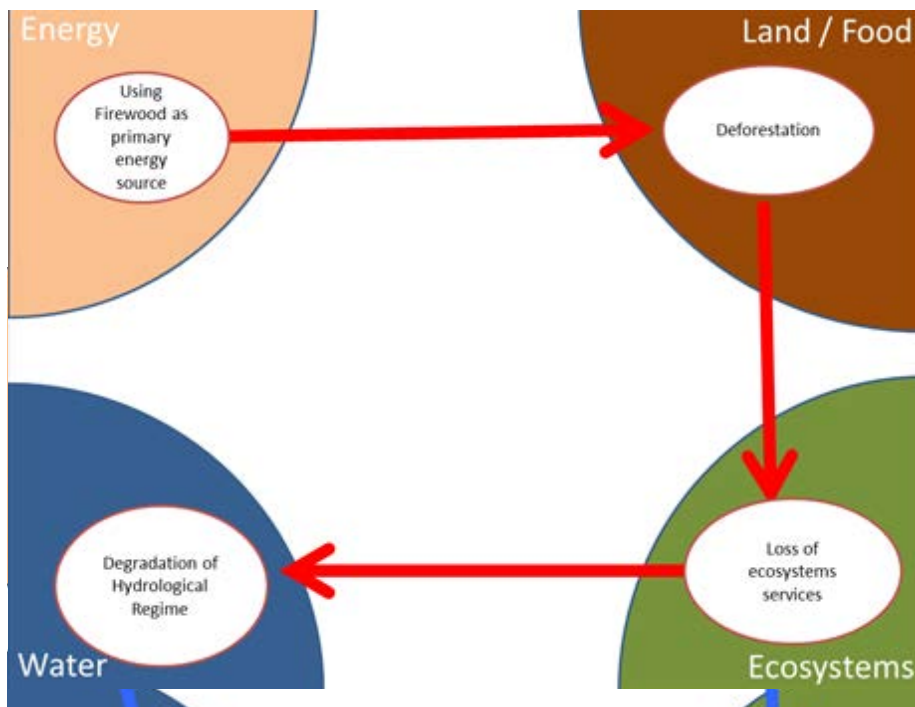 Energy
Land / Food
Using
Firewood as
primary
energy
source
Deforestation
Degradation of
Hydrological
Regime
Loss of
ecosystems
services
Water
Ecosystems